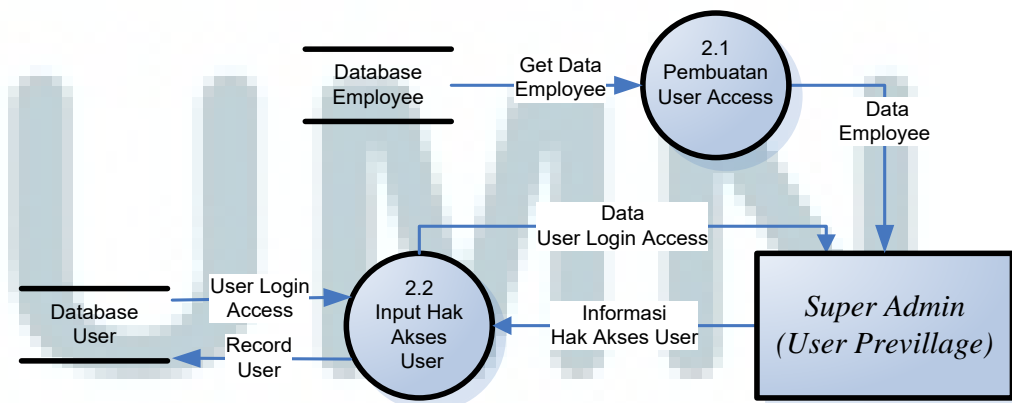 2.1
Pembuatan
User Access
Database
Employee
Get Data
Employee
Data
Employee
Data
User Login Access
User Login
Access
2.2
Input Hak
Akses
User
Database
User
Record
User
Informasi
Hak Akses User
Super Admin
(User Previllage)
UMN